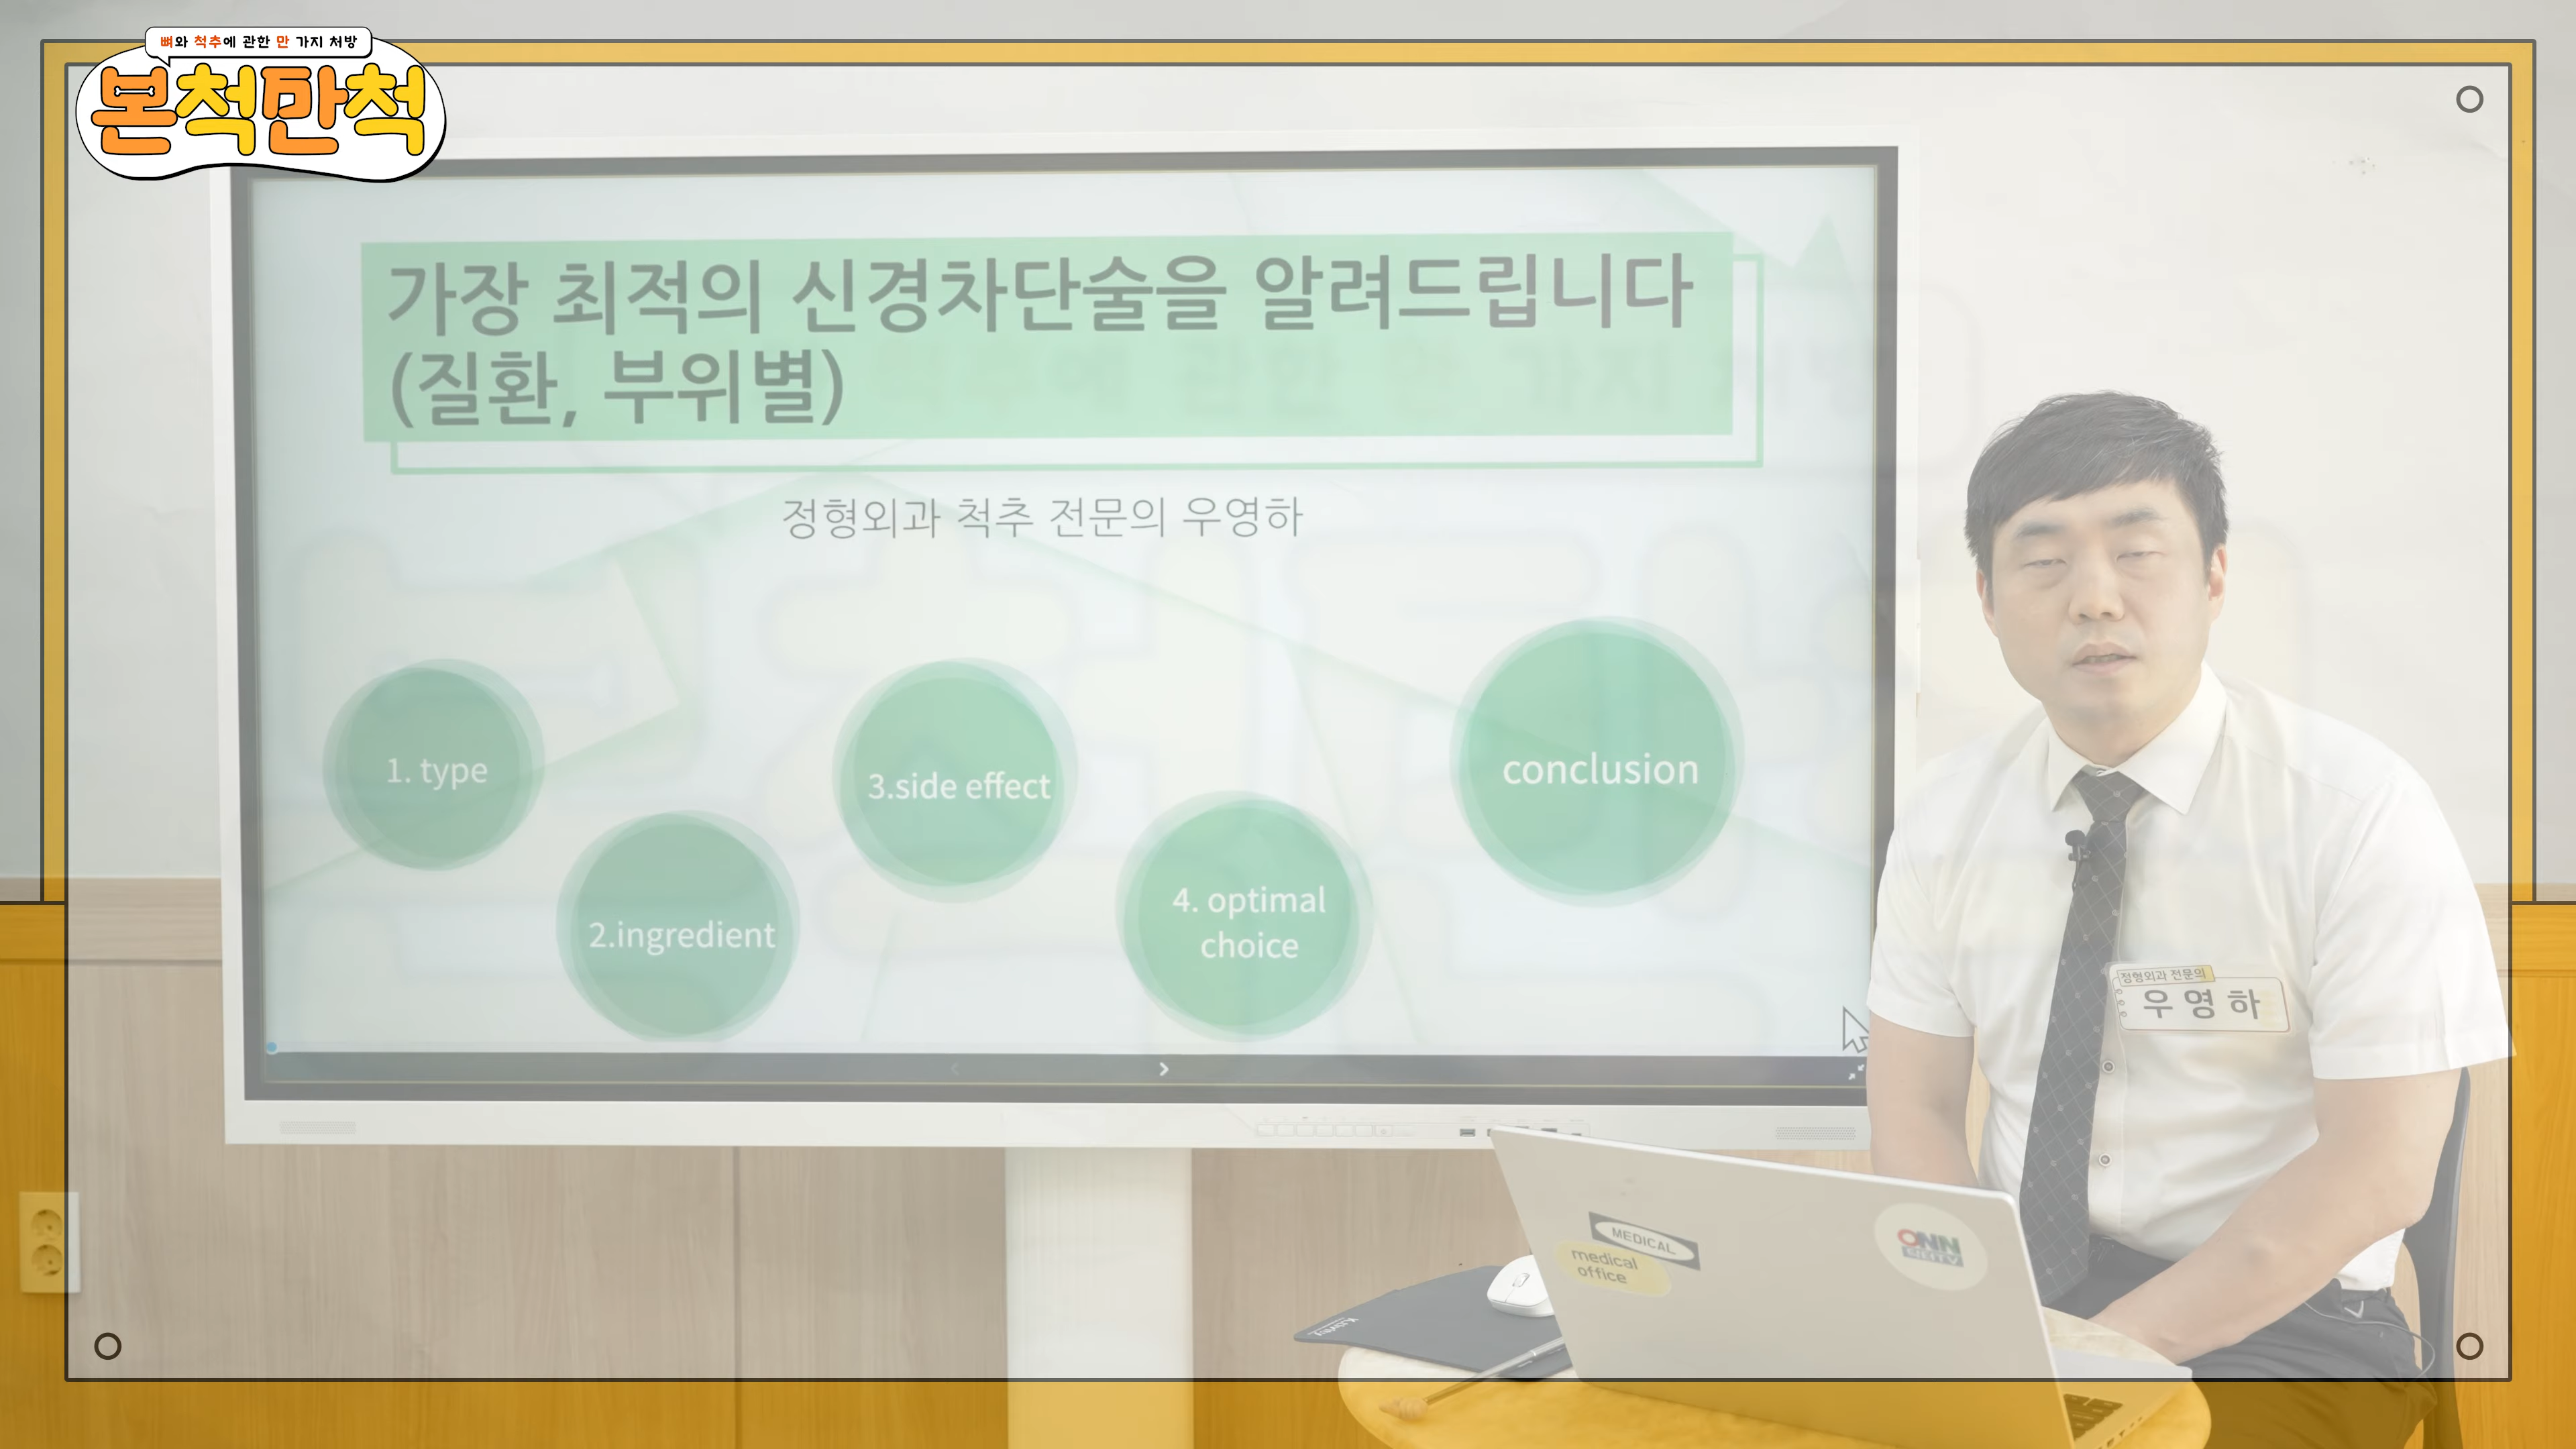 뼈와 척추에 관한 만 가지 처방
본척만척
가장 최적의 신경차단술을 알려드립니다
(질환, 부위별)
정형외과 척추 전문의 우영하
1. type
2.ingredient
3.side effect
4. optimal
choice
conclusion
정형외과 전문의
우영하
MEDICAL
medical
office